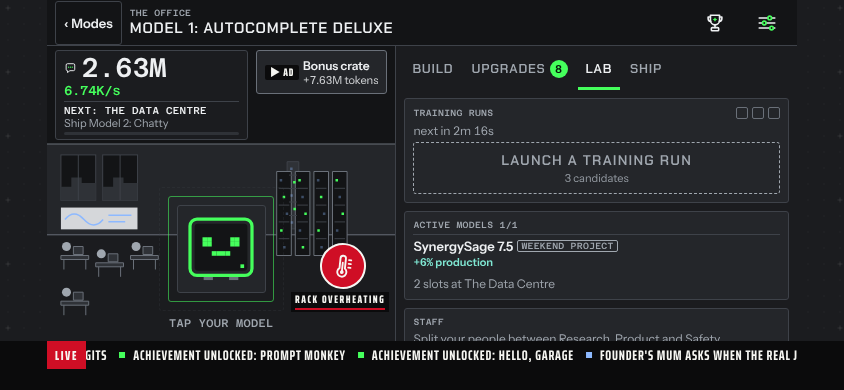 ‹ Modes
THE OFFICE
MODEL 1: AUTOCOMPLETE DELUXE
2.63M
6.74K/s
NEXT: THE DATA CENTRE
Ship Model 2: Chatty
AD
Bonus crate
+7.63M tokens
RACK OVERHEATING
TAP YOUR MODEL
BUILD
UPGRADES 8
LAB
SHIP
TRAINING RUNS
next in 2m 16s
LAUNCH A TRAINING RUN
3 candidates
ACTIVE MODELS 1/1
SynergySage 7.5 WEEKEND PROJECT
+6% production
2 slots at The Data Centre
STAFF
Split your people between Research, Product and Safety
LIVE GITS ACHIEVEMENT UNLOCKED: PROMPT MONKEY ACHIEVEMENT UNLOCKED: HELLO, GARAGE FOUNDER'S MUM ASKS WHEN THE REAL J